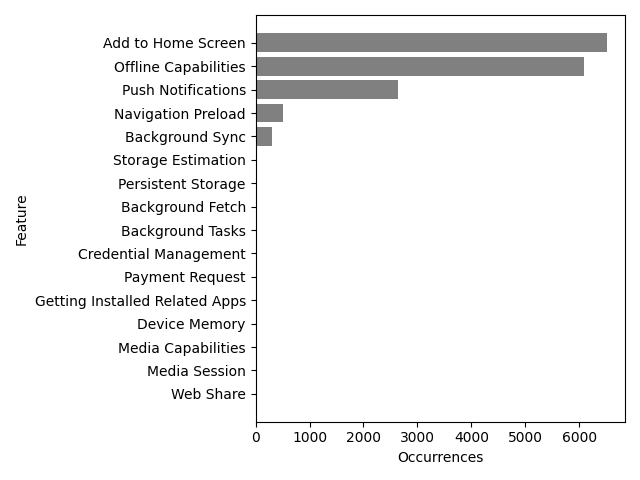 Add to Home Screen
Offline Capabilities
Push Notifications
Navigation Preload
Background Sync
Storage Estimation
Persistent Storage
Background Fetch
Background Tasks
Credential Management
Payment Request
Getting Installed Related Apps
Device Memory
Media Capabilities
Media Session
Web Share
Feature
0 1000 2000 3000 4000 5000 6000
Occurrences